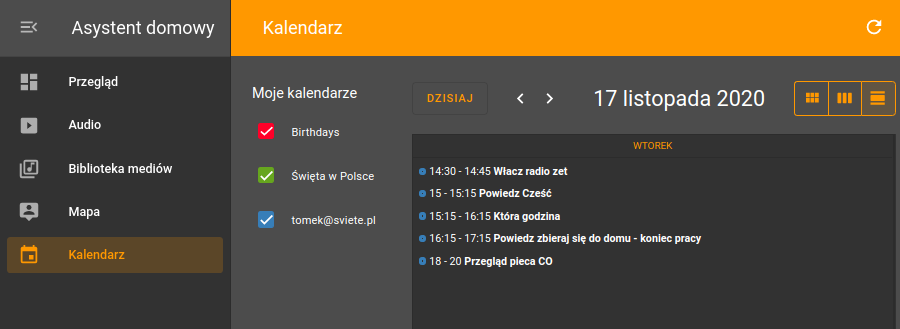 Asystent domowy
Kalendarz
Przegląd
Audio
Biblioteka mediów
Mapa
Kalendarz
Moje kalendarze
Birthdays
Święta w Polsce
tomek@sviete.pl
DZISIAJ
17 listopada 2020
WTOREK
14:30 - 14:45 Włacz radio zet
15 - 15:15 Powiedz Cześć
15:15 - 16:15 Która godzina
16:15 - 17:15 Powiedz zbieraj się do domu - koniec pracy
18 - 20 Przegląd pieca CO